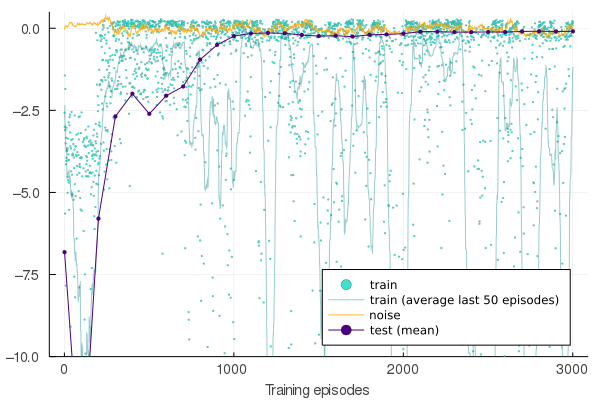 0.0
−2.5
−5.0
−7.5
−10.0
0
1000
2000
3000
Training episodes
train
train (average last 50 episodes)
noise
test (mean)